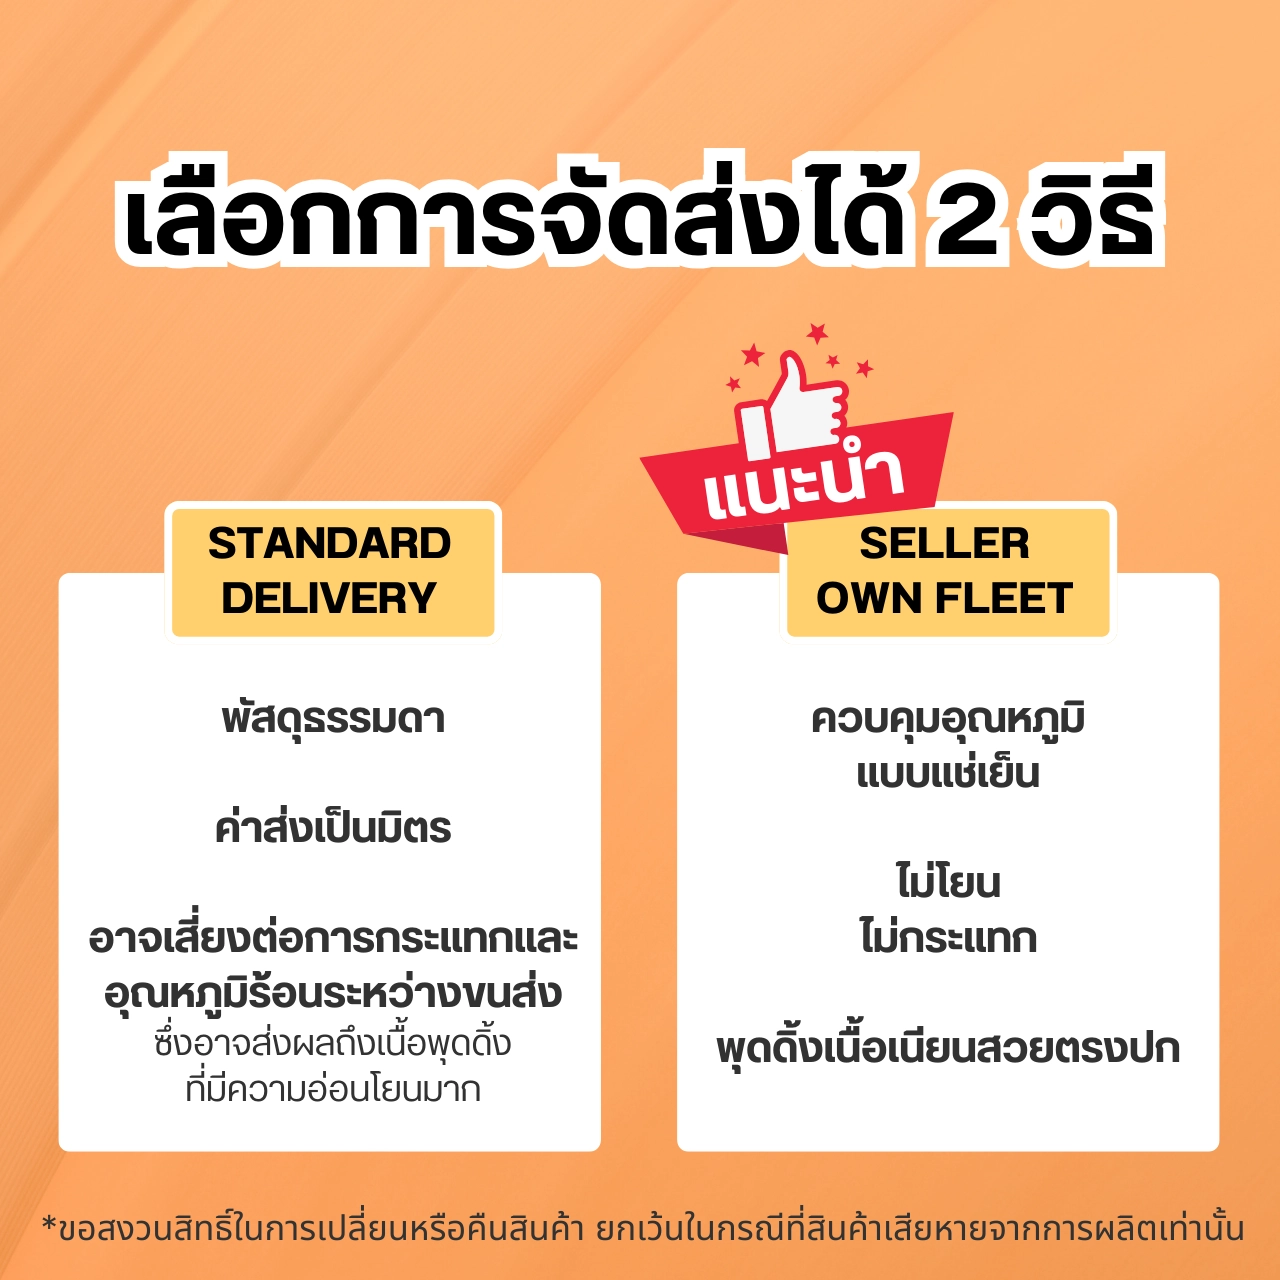 เลือกการจัดส่งได้ 2 วิธี
แนะนำ
STANDARD
DELIVERY
พัสดุธรรมดา
ค่าส่งเป็นมิตร
อาจเสี่ยงต่อการกระแทกและ
อุณหภูมิร้อนระหว่างขนส่ง
ซึ่งอาจส่งผลถึงเนื้อพุดดิ้ง
ที่มีความอ่อนโยนมาก
SELLER
OWN FLEET
ควบคุมอุณหภูมิ
แบบแช่เย็น
ไม่โยน
ไม่กระแทก
พุดดิ้งเนื้อเนียนสวยตรงปก
*ขอสงวนสิทธิ์ในการเปลี่ยนหรือคืนสินค้า ยกเว้นในกรณีที่สินค้าเสียหายจากการผลิตเท่านั้น